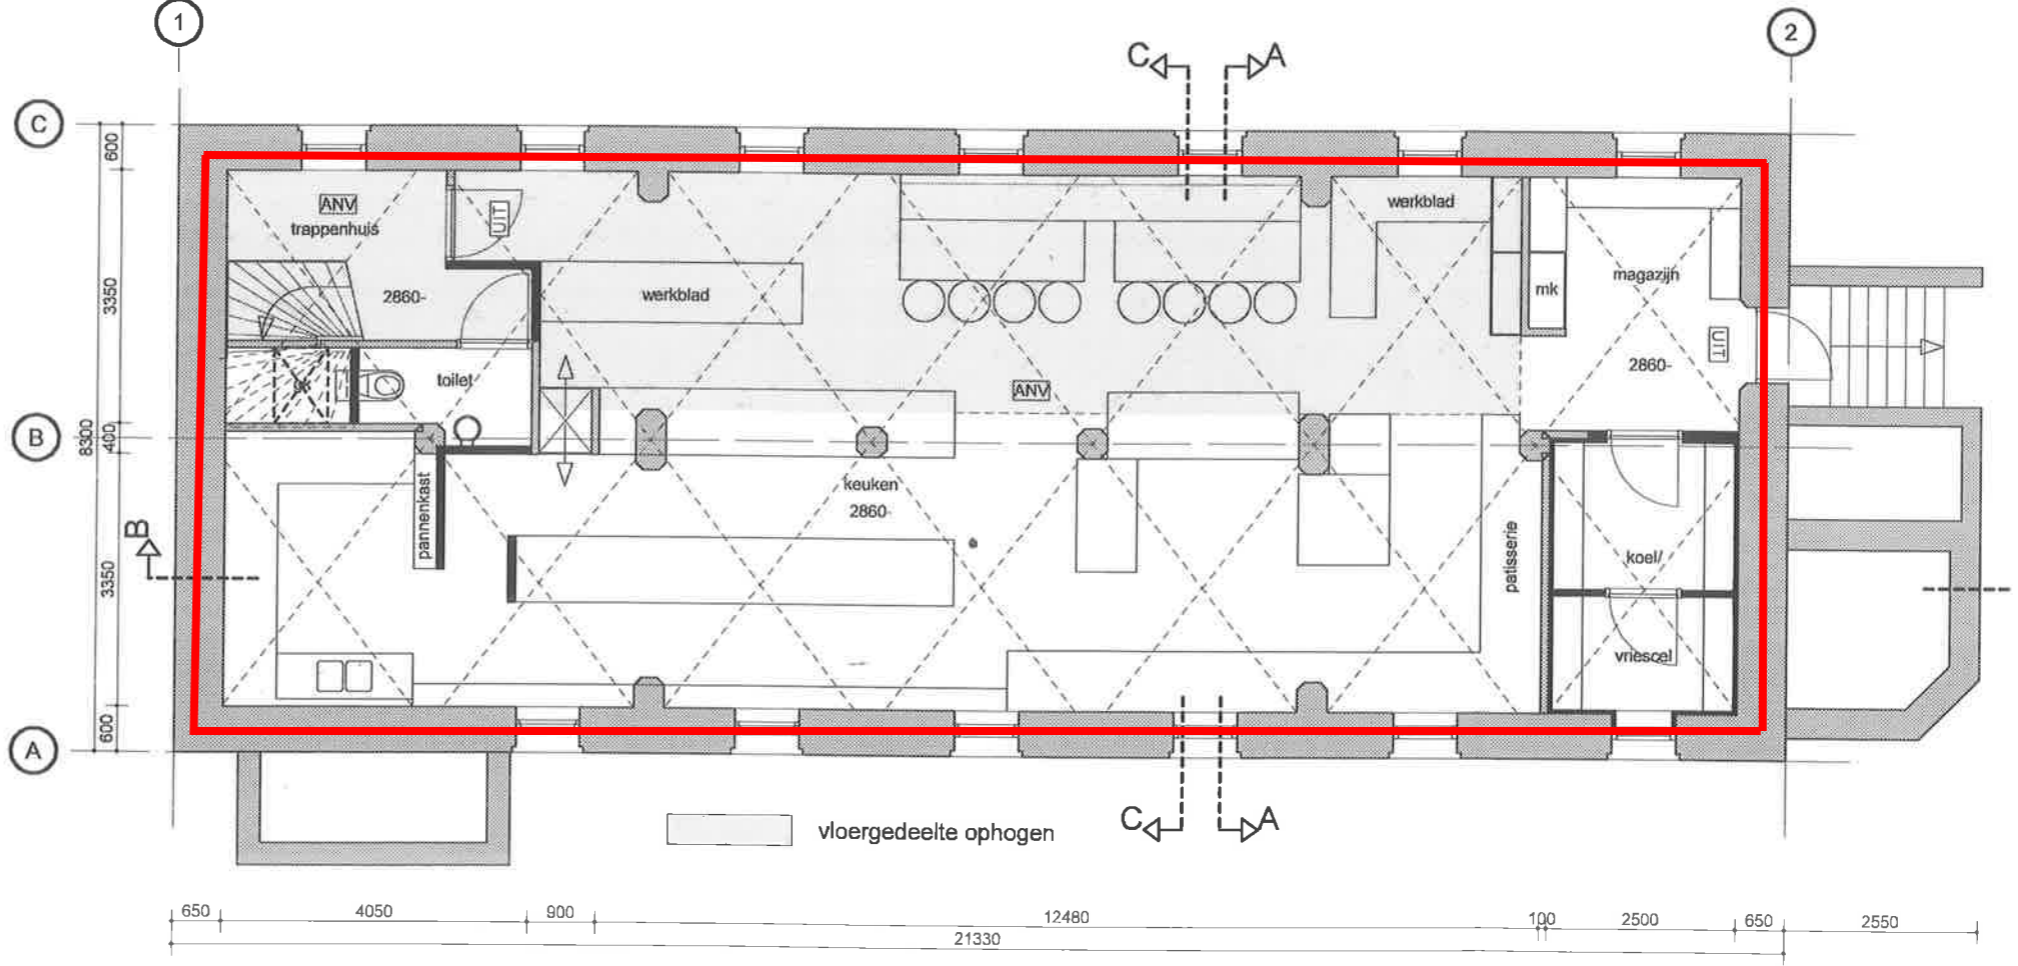 1
2
C A
C
600
ANV
trappenhuis
UIT
werkblad
3350
2860-
werkblad
magazijn
mk
UIT
2860-
toilet
ANV
B
8300
400
pannenkast
keuken
2860-
B
3350
patisserie
koel/
vriescel
600
A
C A
vloergedeelte ophogen
650 4050 900 12480 100 2500 650 2550
21330